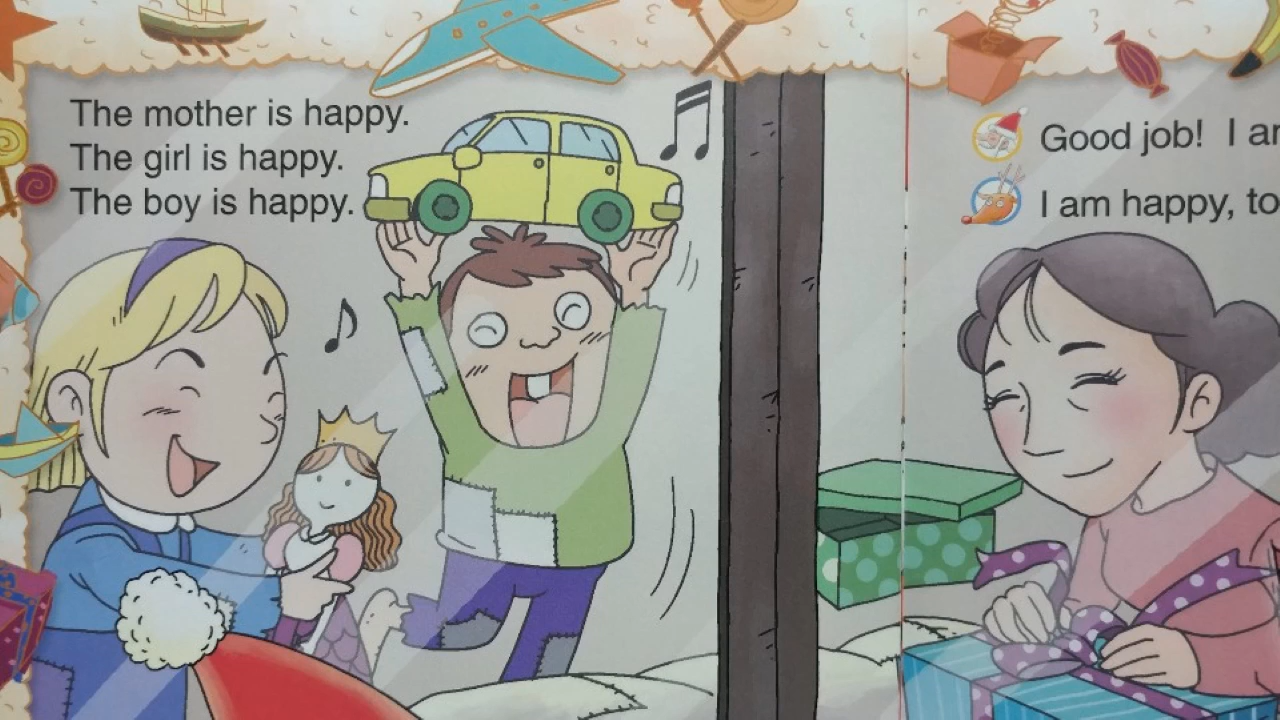 The mother is happy.
The girl is happy.
The boy is happy.
Good job! I
I am happy,